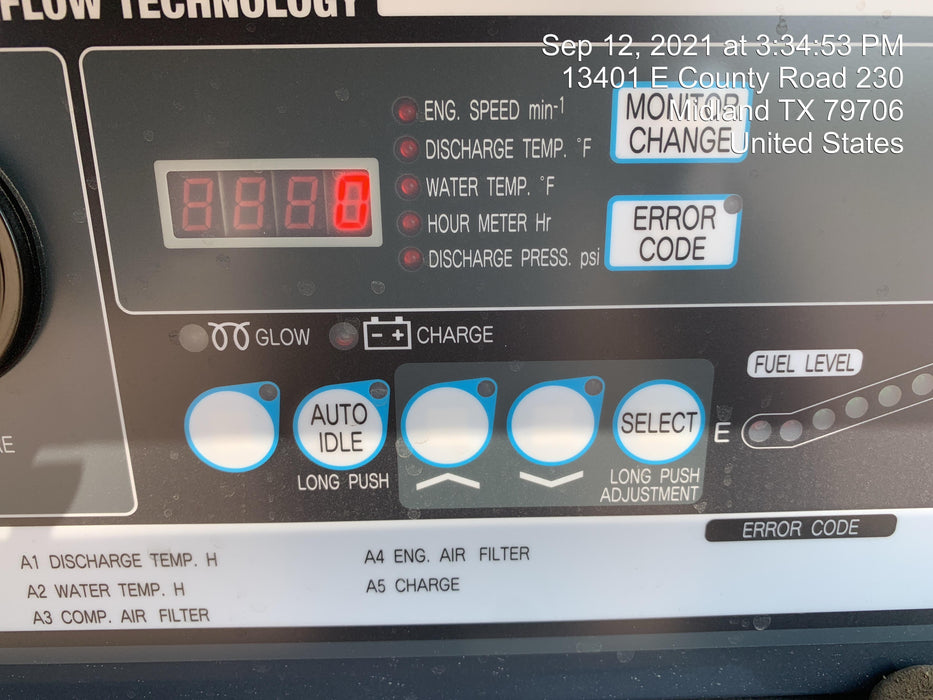 FLOW TECHNOLOGY
Sep 12, 2021 at 3:34:53 PM
13401 E County Road 230
Midland TX 79706
United States
ENG. SPEED min-1
DISCHARGE TEMP. °F
WATER TEMP. °F
HOUR METER Hr
DISCHARGE PRESS. psi
MONITOR
CHANGE
ERROR
CODE
0
GLOW
- +
CHARGE
AUTO
IDLE
LONG PUSH
SELECT
LONG PUSH
ADJUSTMENT
FUEL LEVEL
E
ERROR CODE
A1 DISCHARGE TEMP. H
A2 WATER TEMP. H
A3 COMP. AIR FILTER
A4 ENG. AIR FILTER
A5 CHARGE